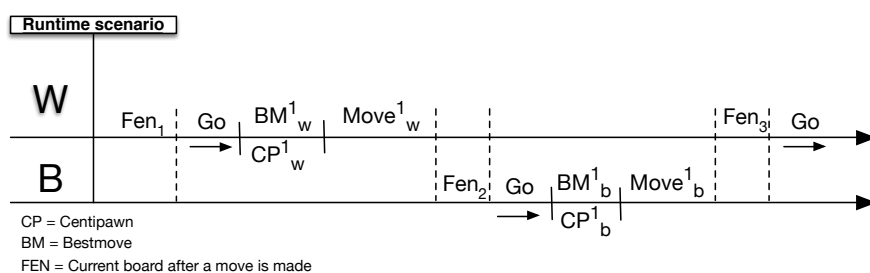 Runtime scenario
W
Fen₁ Go BM¹w Move¹w Fen₃ Go
CP¹w
B
Fen₂ Go BM¹b Move¹b
CP¹b
CP = Centipawn
BM = Bestmove
FEN = Current board after a move is made